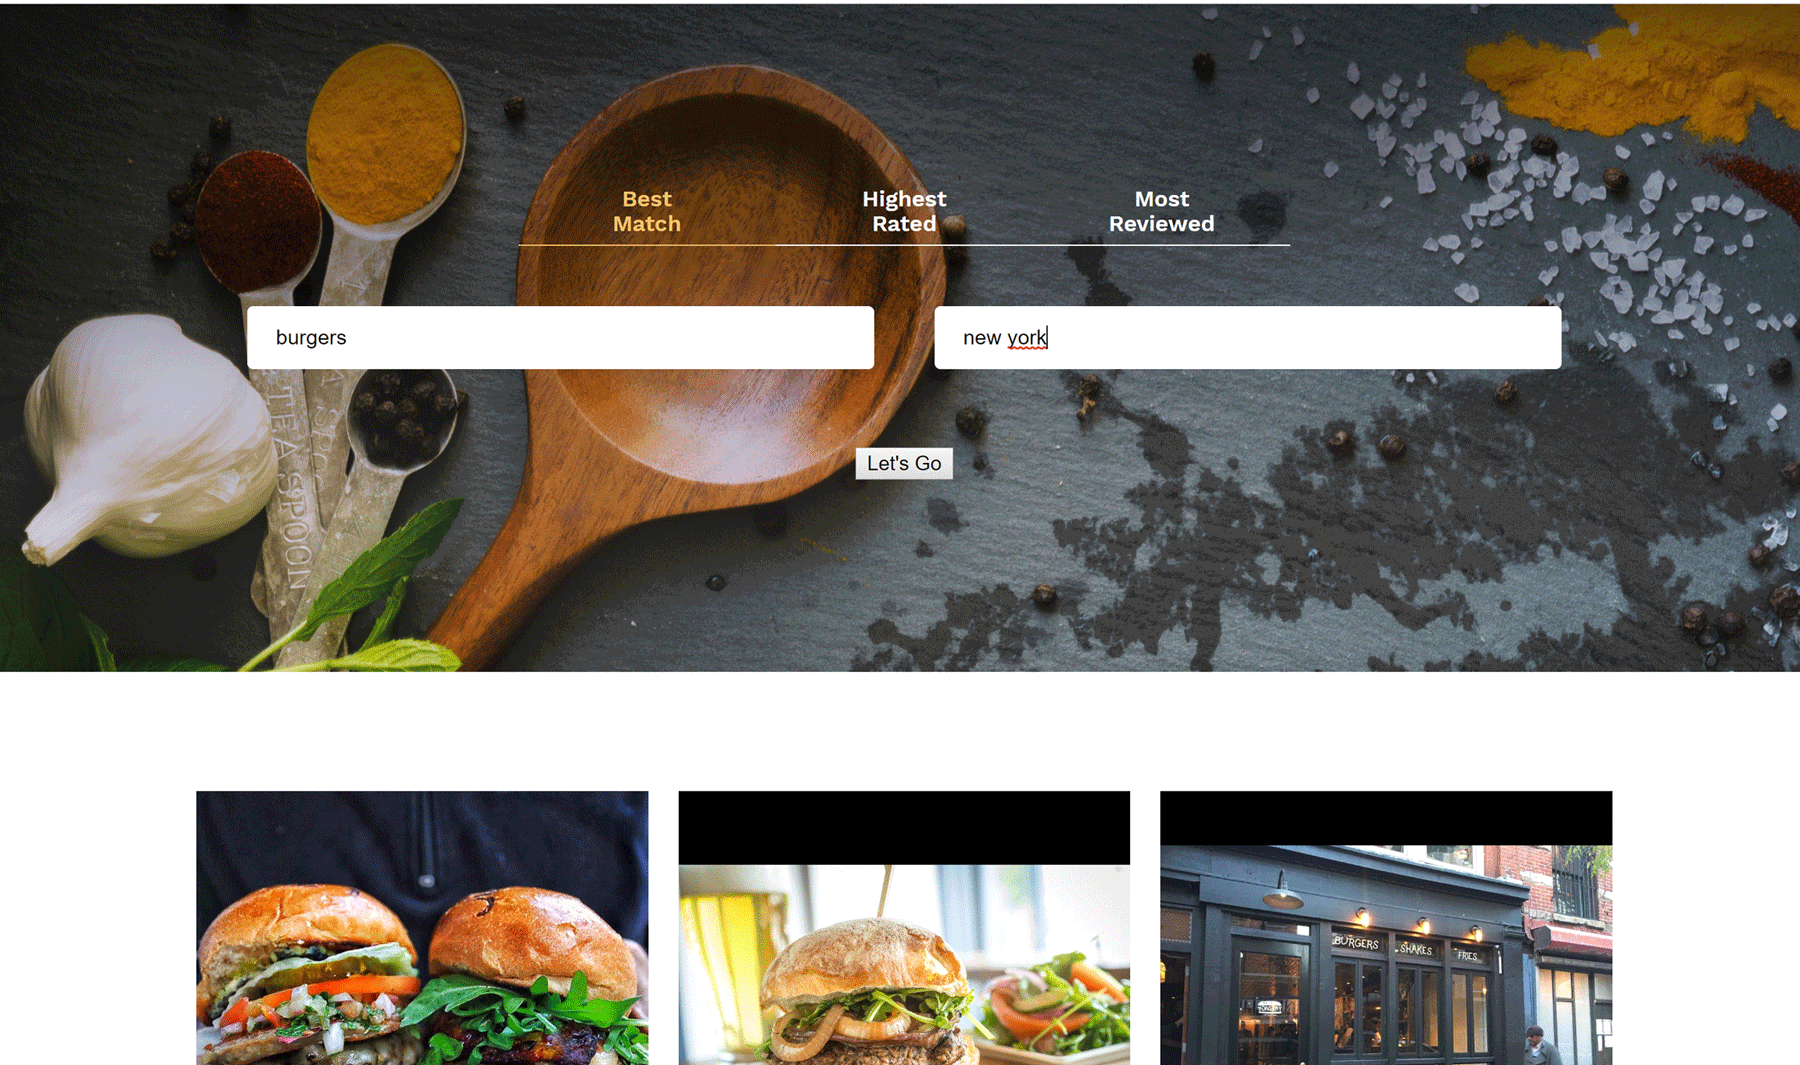 Best
Match
Highest
Rated
Most
Reviewed
burgers
new york
Let's Go
TEA SPOON
BURGERS
SHAKES
FRIES